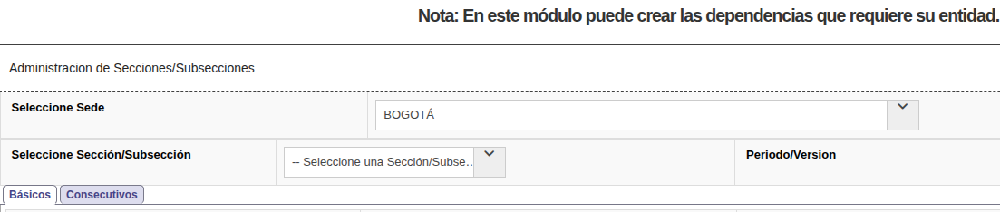 Nota: En este módulo puede crear las dependencias que requiere su entidad.
Administracion de Secciones/Subsecciones
Seleccione Sede
BOGOTÁ
Seleccione Sección/Subsección
-- Seleccione una Sección/Subse..
Periodo/Version
Básicos
Consecutivos